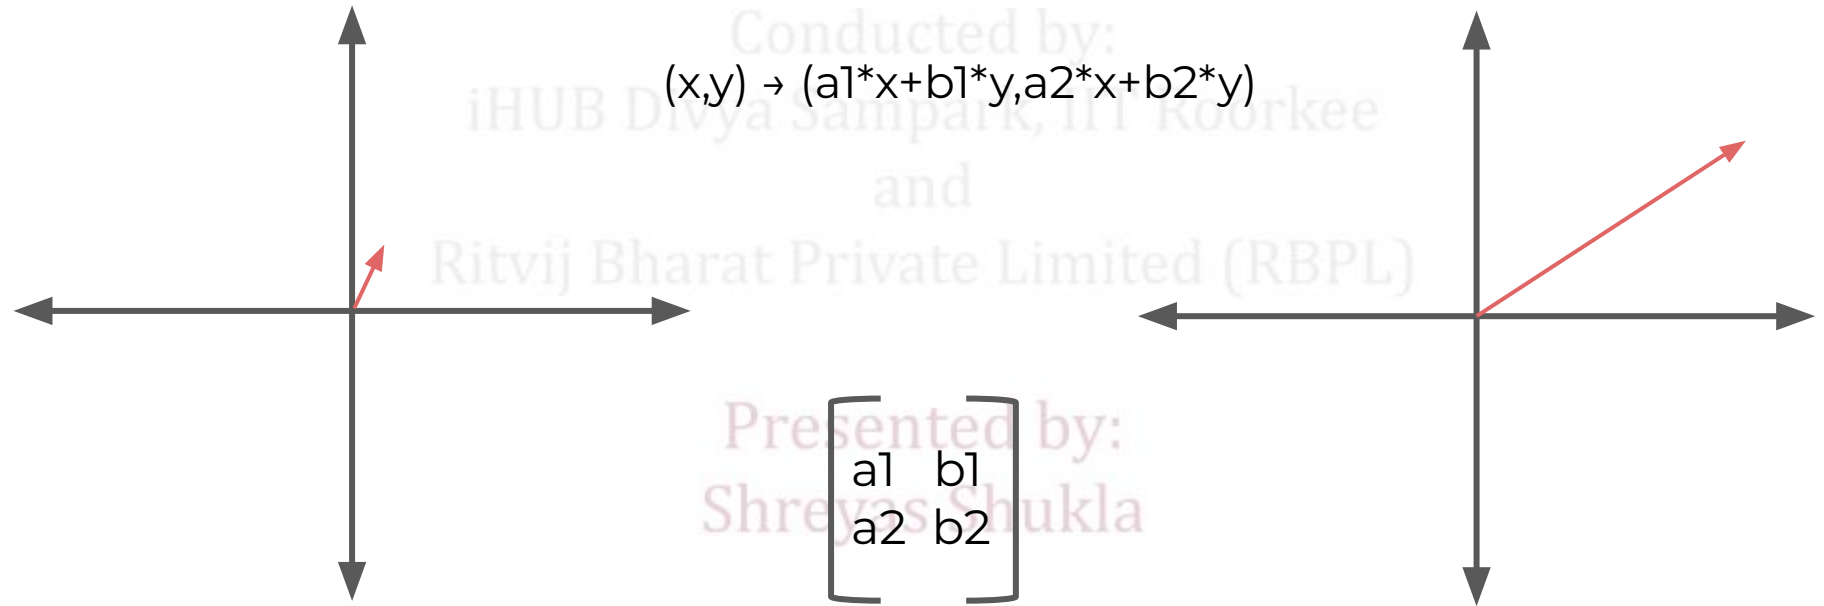 Conducted by:
(x,y) → (a1*x+b1*y,a2*x+b2*y)
iHUB Divya Sampark, IIT Roorkee
and
Ritvij Bharat Private Limited (RBPL)
Presented by:
a1 b1
Shreyas Shukla
a2 b2